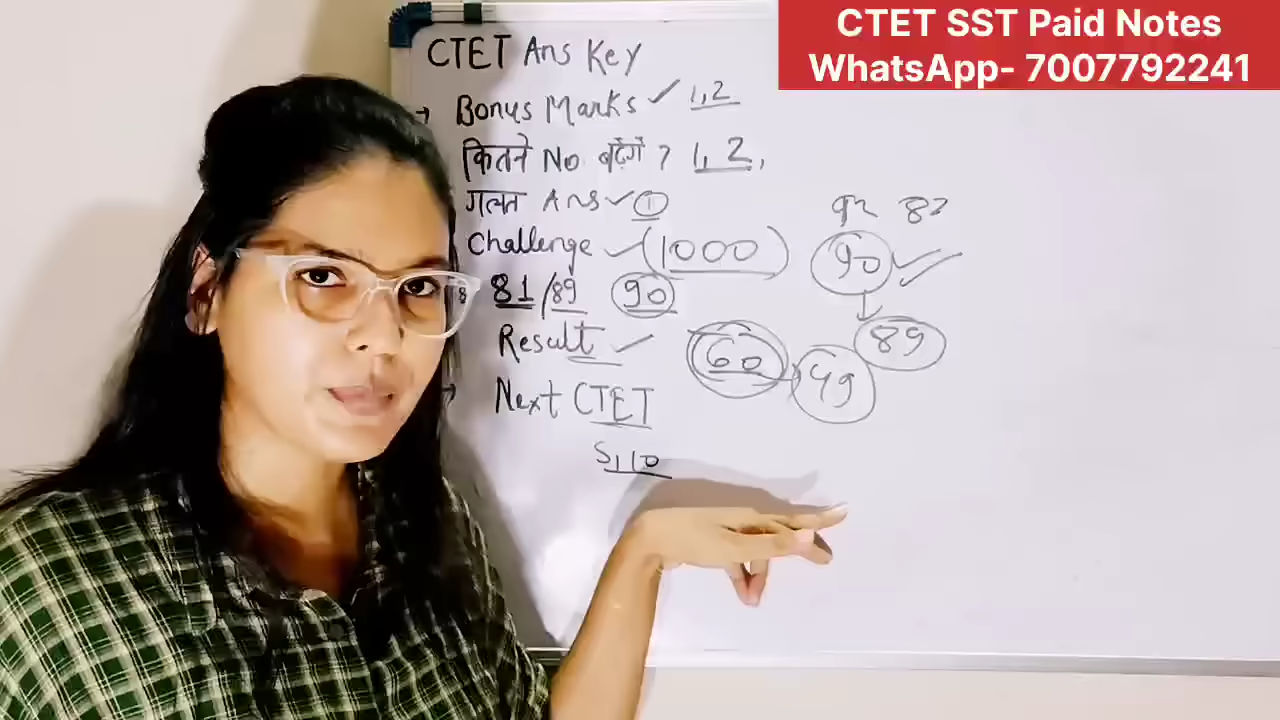 CTET SST Paid Notes
WhatsApp- 7007792241
CTET Ans Key
→ Bonus Marks ✓ 1,2
कितने No. बढ़ेंगे ? 1, 2,
गलत Ans ✓ ①
Challenge ✓ (1000)
81/89 90
Result ✓
Next CTET
82
90 ✓
89
60
49